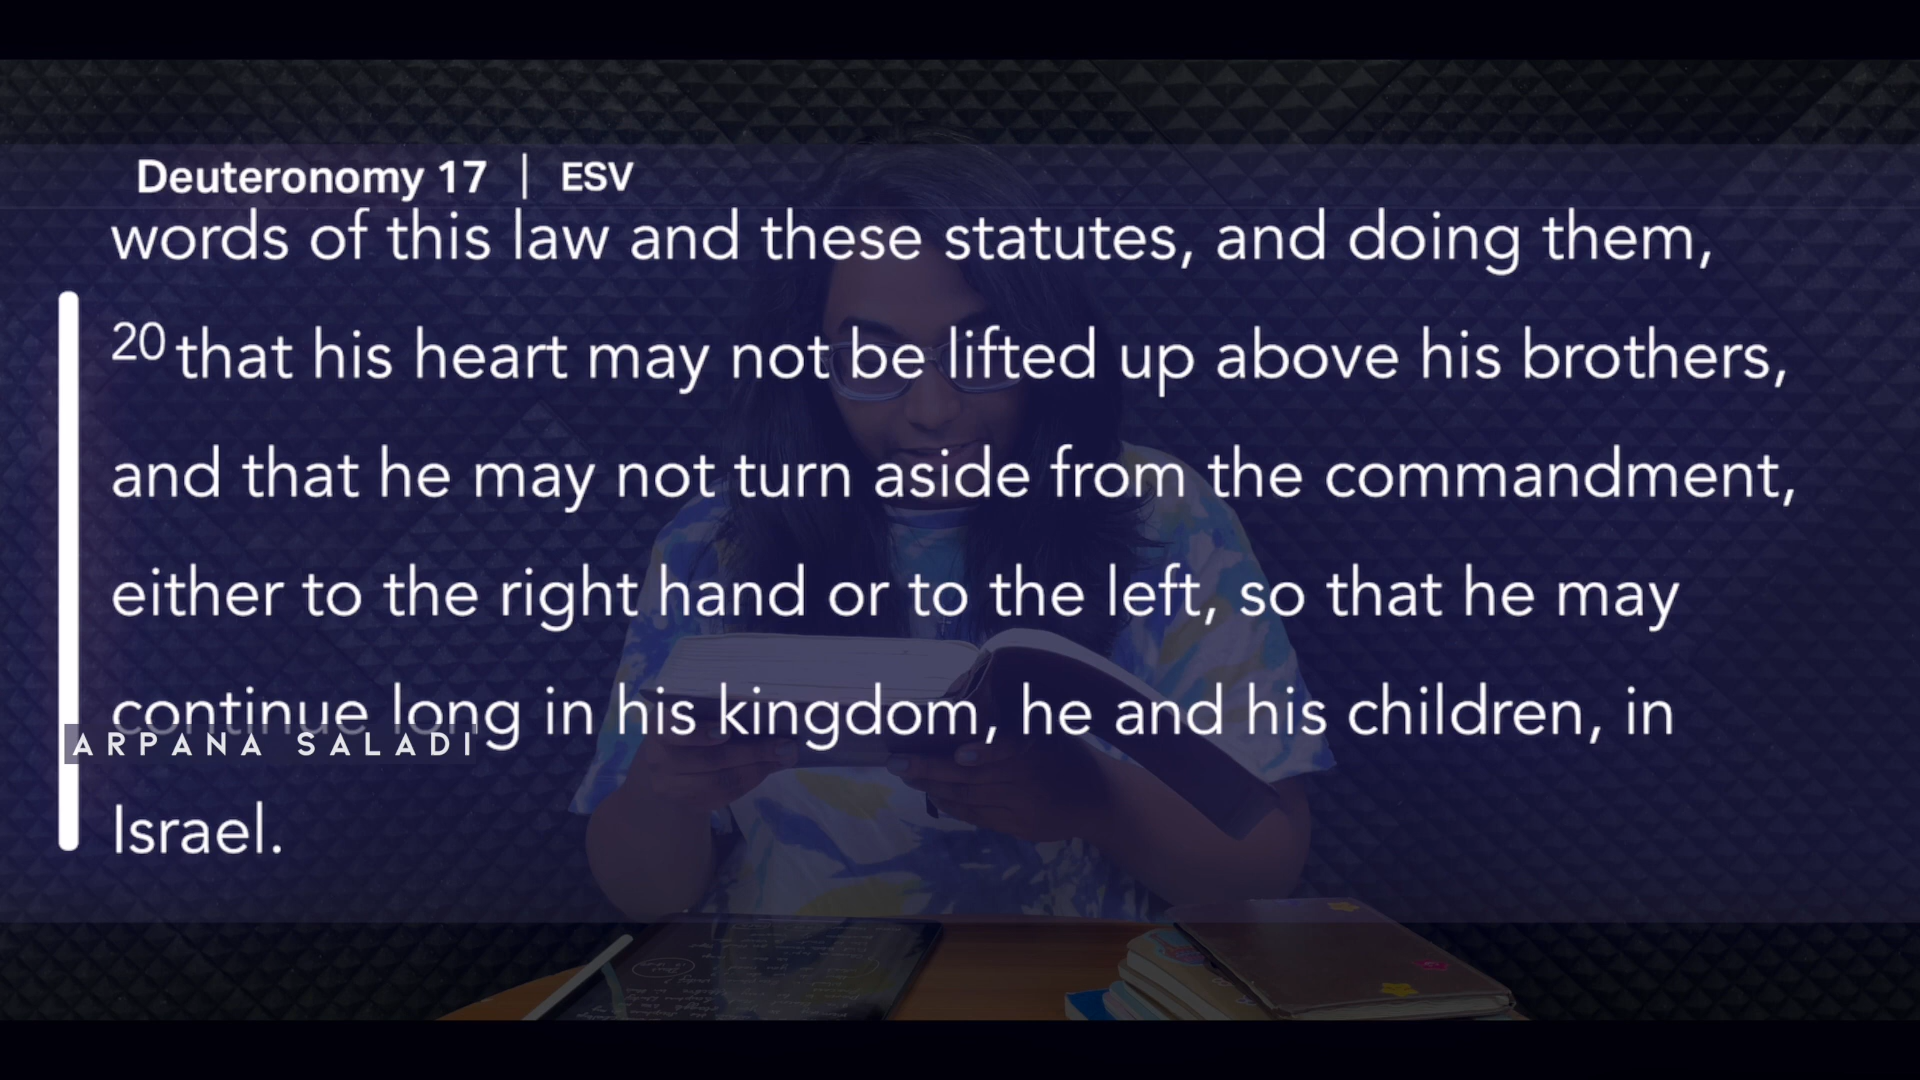 Deuteronomy 17 | ESV
words of this law and these statutes, and doing them,
20 that his heart may not be lifted up above his brothers,
and that he may not turn aside from the commandment,
either to the right hand or to the left, so that he may
continue long in his kingdom, he and his children, in
ARPANA SALADI
Israel.